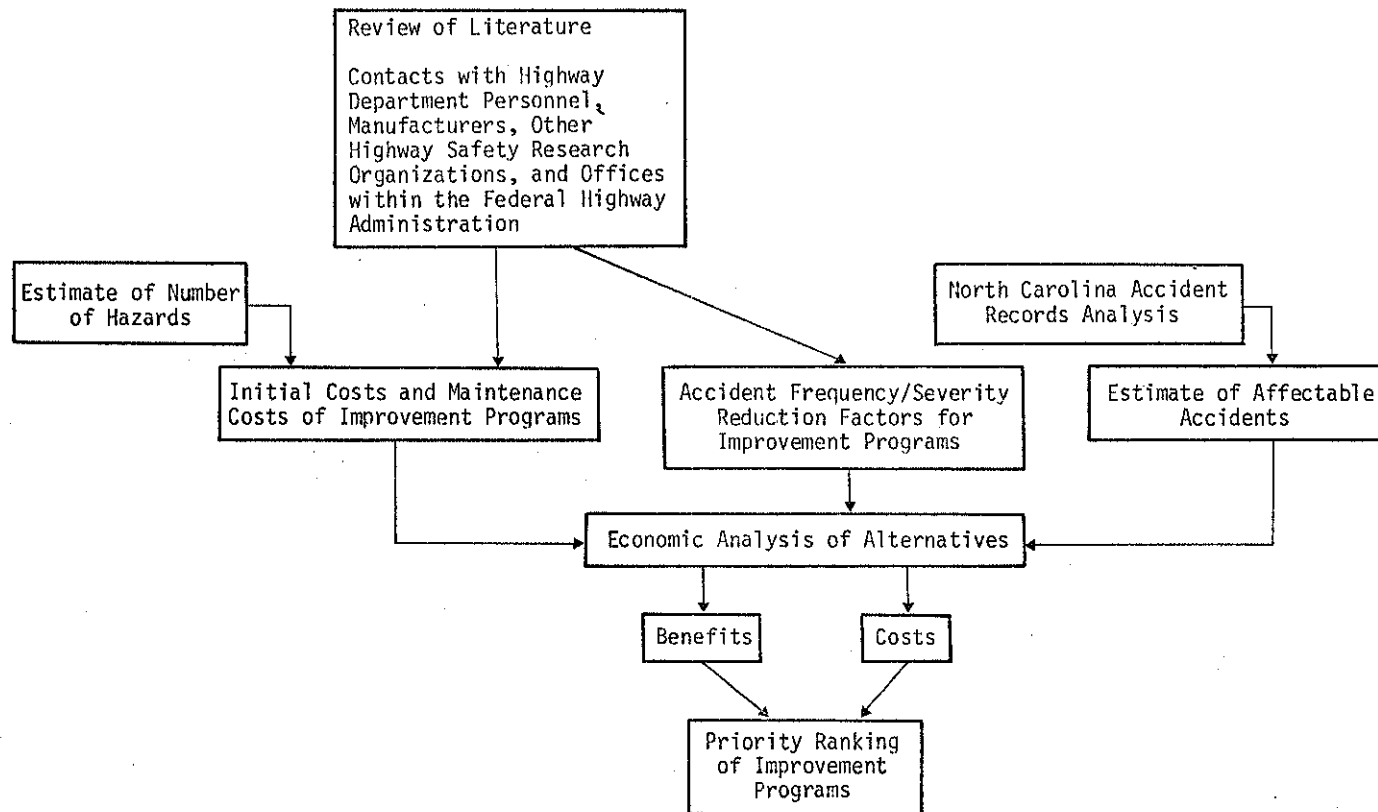 Review of Literature
Contacts with Highway
Department Personnel,
Manufacturers, Other
Highway Safety Research
Organizations, and Offices
within the Federal Highway
Administration
Estimate of Number
of Hazards
North Carolina Accident
Records Analysis
Initial Costs and Maintenance
Costs of Improvement Programs
Accident Frequency/Severity
Reduction Factors for
Improvement Programs
Estimate of Affectable
Accidents
Economic Analysis of Alternatives
Benefits
Costs
Priority Ranking
of Improvement
Programs